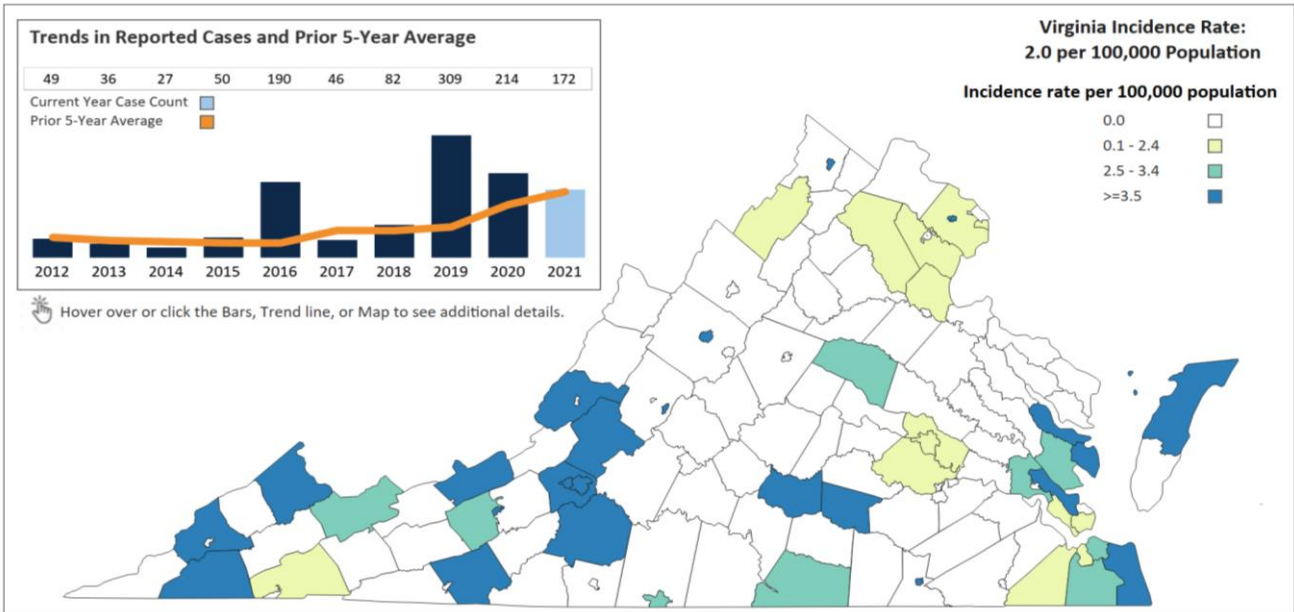 Trends in Reported Cases and Prior 5-Year Average
49 36 27 50 190 46 82 309 214 172
Current Year Case Count
Prior 5-Year Average
2012 2013 2014 2015 2016 2017 2018 2019 2020 2021
Hover over or click the Bars, Trend line, or Map to see additional details.
Virginia Incidence Rate:
2.0 per 100,000 Population
Incidence rate per 100,000 population
0.0
0.1 - 2.4
2.5 - 3.4
>=3.5